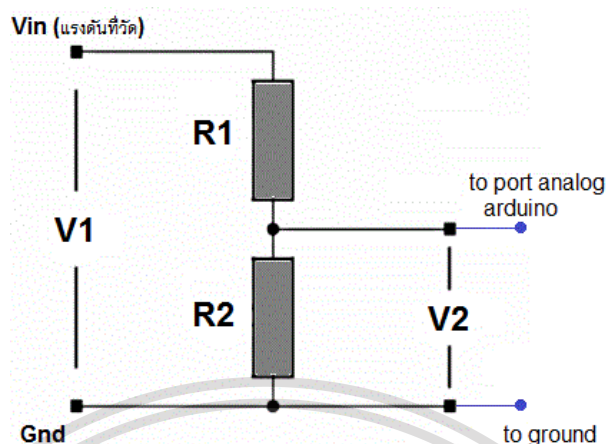 Vin (แรงดันที่วัด)
R1
to port analog
arduino
V1
R2
V2
Gnd
to ground